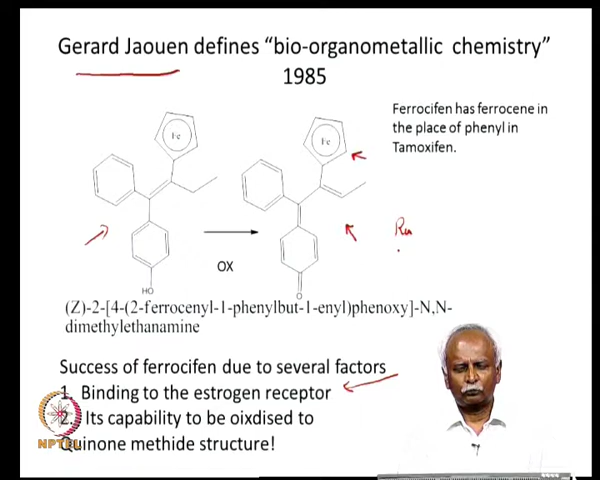 Gerard Jaouen defines “bio-organometallic chemistry”
1985
Ferrocifen has ferrocene in
the place of phenyl in
Tamoxifen.
Fe
Fe
Ru
OX
HO
O
(Z)-2-[4-(2-ferrocenyl-1-phenylbut-1-enyl)phenoxy]-N,N-
dimethylethanamine
Success of ferrocifen due to several factors
1. Binding to the estrogen receptor
2. Its capability to be oixdised to
Quinone methide structure!
NPTEL